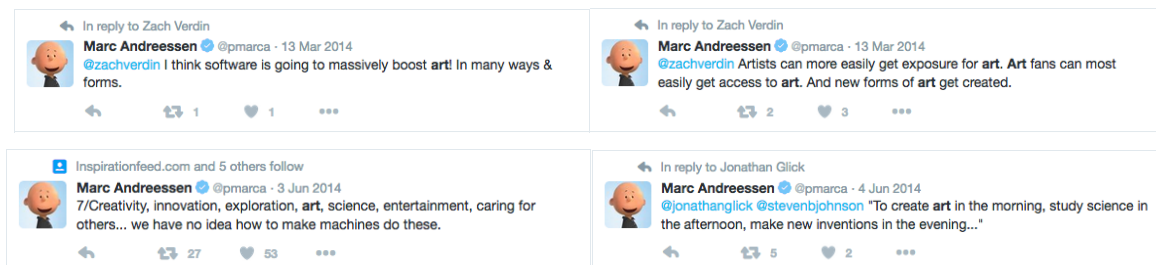 In reply to Zach Verdin
Marc Andreessen @pmarca · 13 Mar 2014
@zachverdin I think software is going to massively boost art! In many ways &
forms.
1 1
In reply to Zach Verdin
Marc Andreessen @pmarca · 13 Mar 2014
@zachverdin Artists can more easily get exposure for art. Art fans can most
easily get access to art. And new forms of art get created.
2 3
Inspirationfeed.com and 5 others follow
Marc Andreessen @pmarca · 3 Jun 2014
7/Creativity, innovation, exploration, art, science, entertainment, caring for
others... we have no idea how to make machines do these.
27 53
In reply to Jonathan Glick
Marc Andreessen @pmarca · 4 Jun 2014
@jonathanglick @stevenbjohnson "To create art in the morning, study science in
the afternoon, make new inventions in the evening..."
5 2